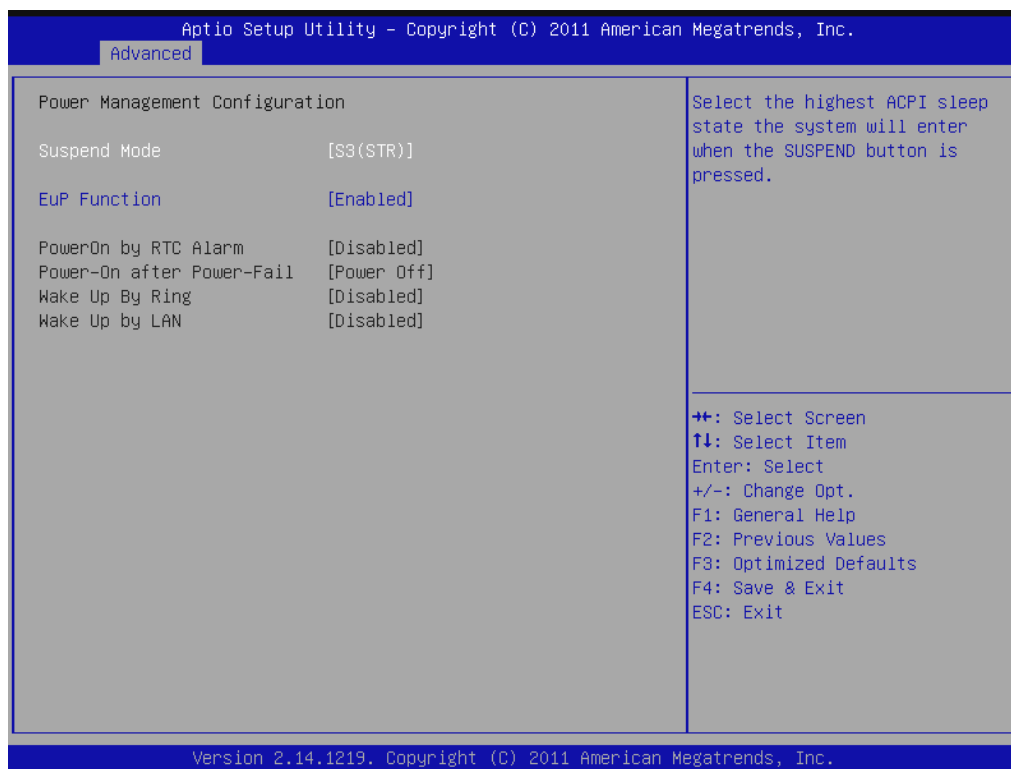 Aptio Setup Utility – Copyright (C) 2011 American Megatrends, Inc.
Advanced
Power Management Configuration
Suspend Mode [S3(STR)]
EuP Function [Enabled]
PowerOn by RTC Alarm [Disabled]
Power-On after Power-Fail [Power Off]
Wake Up By Ring [Disabled]
Wake Up by LAN [Disabled]
Select the highest ACPI sleep
state the system will enter
when the SUSPEND button is
pressed.
→←: Select Screen
↑↓: Select Item
Enter: Select
+/-: Change Opt.
F1: General Help
F2: Previous Values
F3: Optimized Defaults
F4: Save & Exit
ESC: Exit
Version 2.14.1219. Copyright (C) 2011 American Megatrends, Inc.